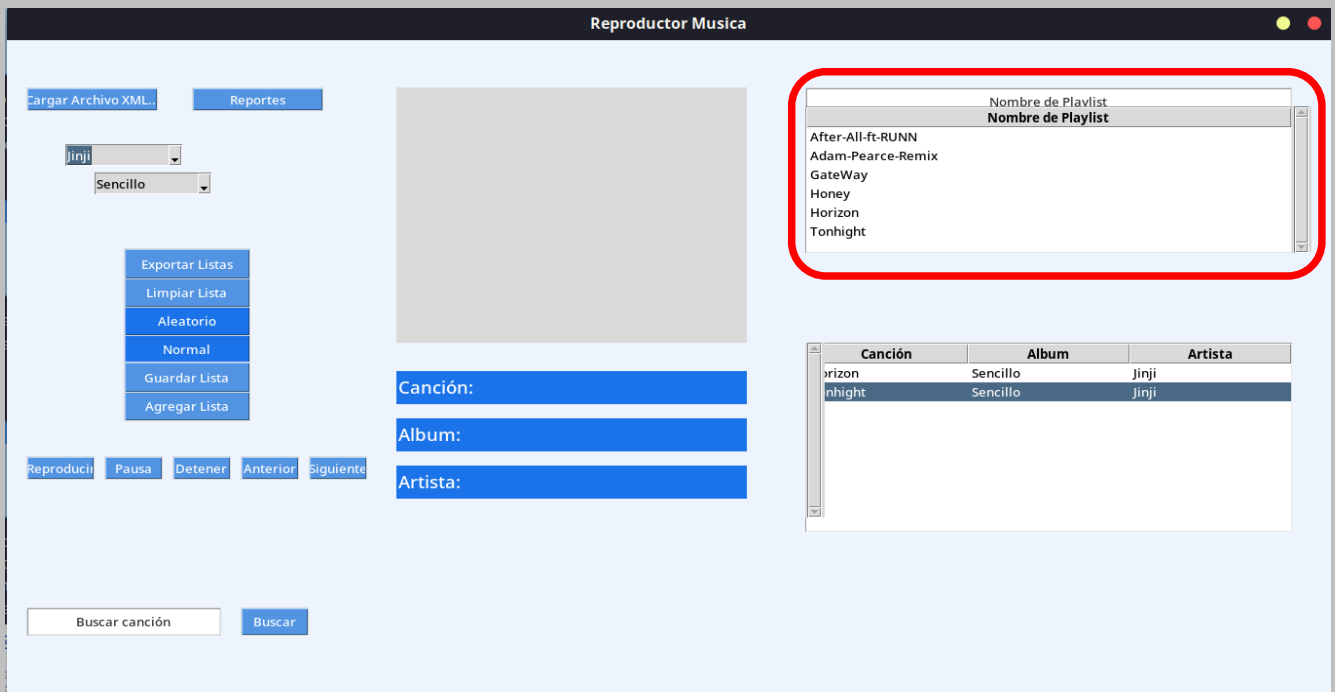 Reproductor Musica
Cargar Archivo XML..
Reportes
Jinji
Sencillo
Exportar Listas
Limpiar Lista
Aleatorio
Normal
Guardar Lista
Agregar Lista
Reproducir
Pausa
Detener
Anterior
Siguiente
Buscar canción
Buscar
Canción:
Album:
Artista:
Nombre de Playlist
Nombre de Playlist
After-All-ft-RUNN
Adam-Pearce-Remix
GateWay
Honey
Horizon
Tonhight
Canción Album Artista
orizon Sencillo Jinji
nhight Sencillo Jinji